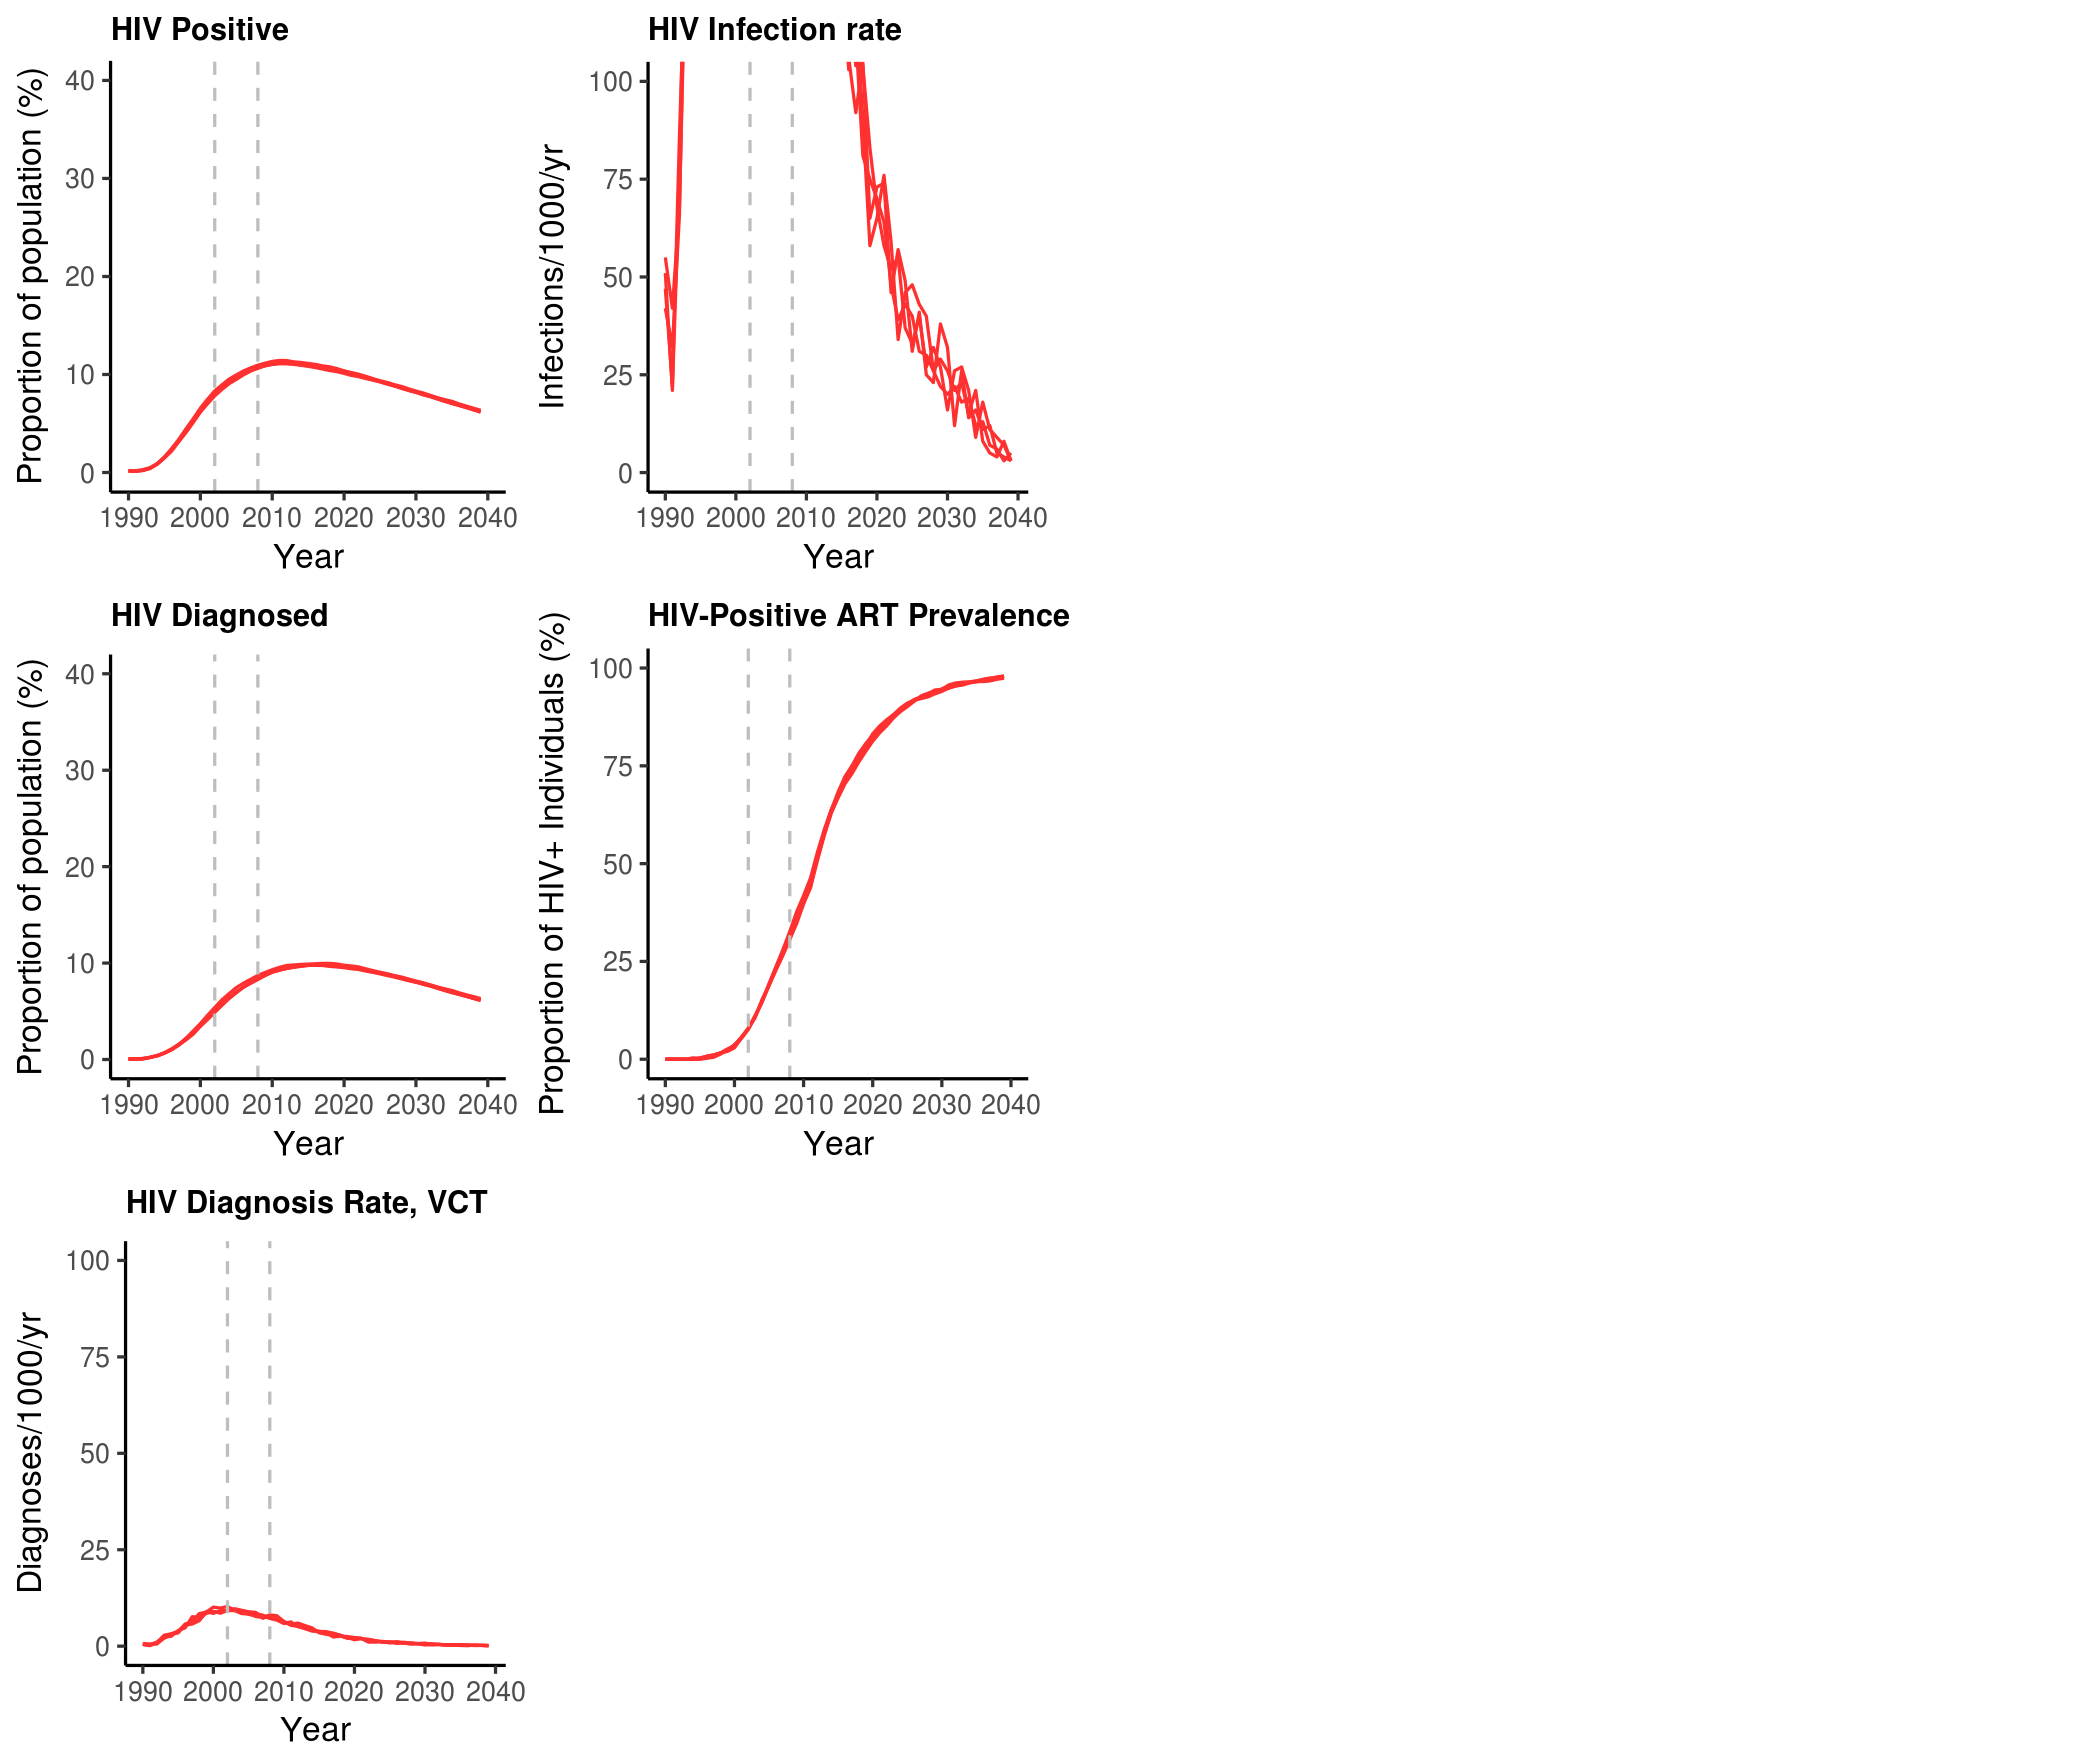 HIV Positive
Proportion of population (%)
40
30
20
10
0
1990 2000 2010 2020 2030 2040
Year
HIV Infection rate
Infections/1000/yr
100
75
50
25
0
1990 2000 2010 2020 2030 2040
Year
HIV Diagnosed
Proportion of population (%)
40
30
20
10
0
1990 2000 2010 2020 2030 2040
Year
HIV-Positive ART Prevalence
Proportion of HIV+ Individuals (%)
100
75
50
25
0
1990 2000 2010 2020 2030 2040
Year
HIV Diagnosis Rate, VCT
Diagnoses/1000/yr
100
75
50
25
0
1990 2000 2010 2020 2030 2040
Year